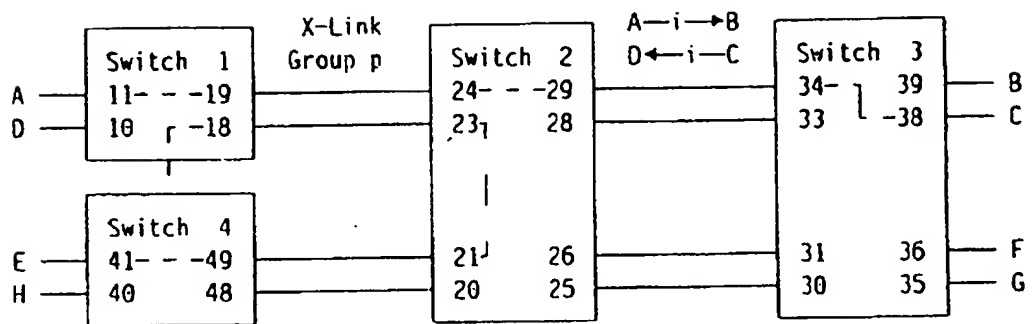 X-Link
Group p
A—i→B
D←i—C
Switch 1
11- - -19
10 -18
A
D
Switch 2
24- - -29
23 28
21 26
20 25
Switch 3
34- 39
33 -38
31 36
30 35
B
C
F
G
Switch 4
41- - -49
40 48
E
H